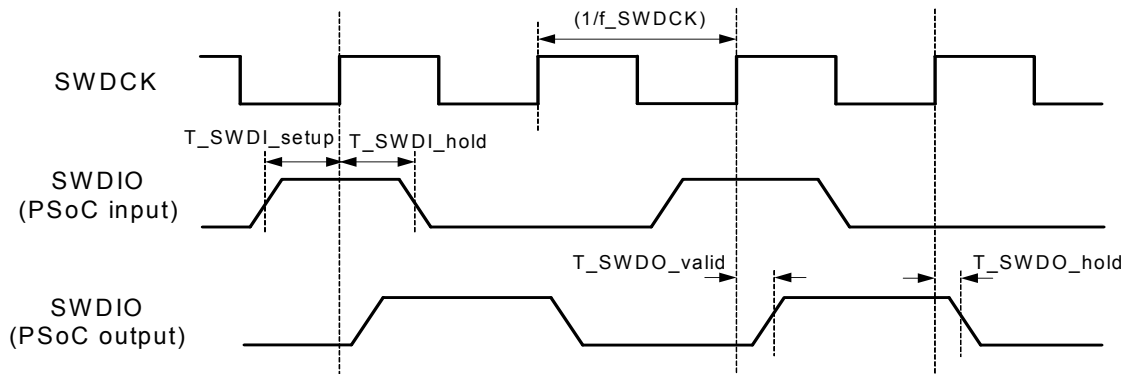 (1/f_SWDCK)
SWDCK
T_SWDI_setup
T_SWDI_hold
SWDIO
(PSoC input)
T_SWDO_valid
T_SWDO_hold
SWDIO
(PSoC output)